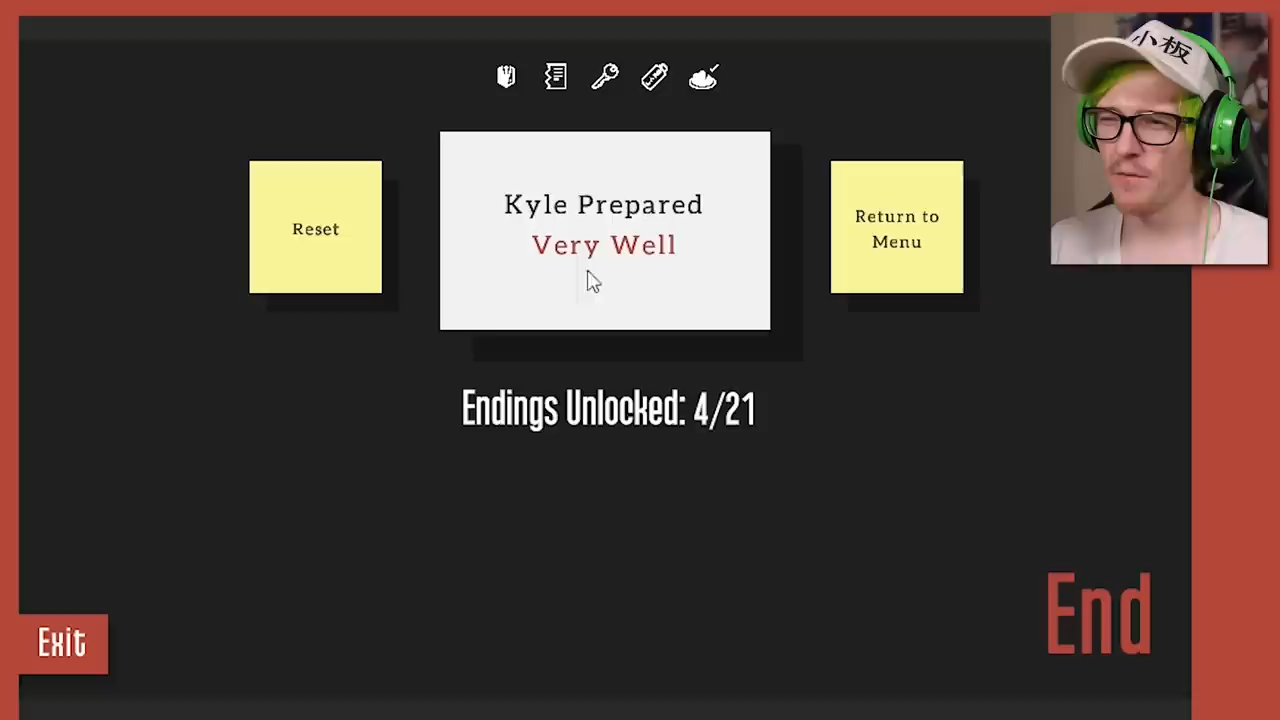 小板
Kyle Prepared
Very Well
Reset
Return to
Menu
Endings Unlocked: 4/21
End
Exit